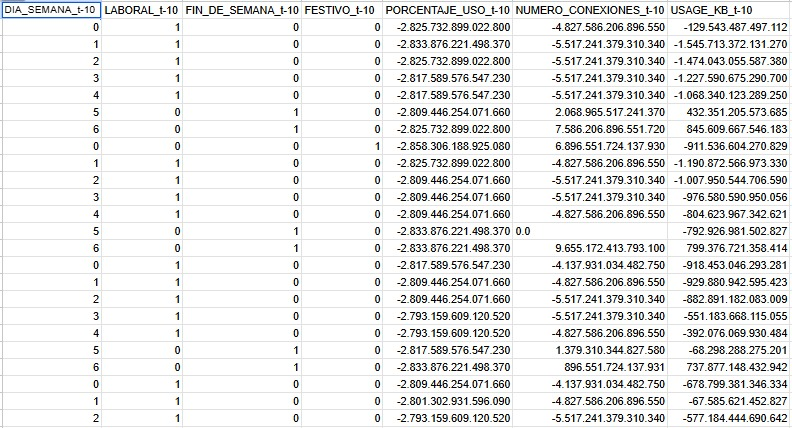 DIA_SEMANA_t-10 LABORAL_t-10 FIN_DE_SEMANA_t-10 FESTIVO_t-10 PORCENTAJE_USO_t-10 NUMERO_CONEXIONES_t-10 USAGE_KB_t-10
0 1 0 0 -2.825.732.899.022.800 -4.827.586.206.896.550 -129.543.487.497.112
1 1 0 0 -2.833.876.221.498.370 -5.517.241.379.310.340 -1.545.713.372.131.270
2 1 0 0 -2.825.732.899.022.800 -5.517.241.379.310.340 -1.474.043.055.587.380
3 1 0 0 -2.817.589.576.547.230 -5.517.241.379.310.340 -1.227.590.675.290.700
4 1 0 0 -2.817.589.576.547.230 -5.517.241.379.310.340 -1.068.340.123.289.250
5 0 1 0 -2.809.446.254.071.660 2.068.965.517.241.370 432.351.205.573.685
6 0 1 0 -2.825.732.899.022.800 7.586.206.896.551.720 845.609.667.546.183
0 0 0 1 -2.858.306.188.925.080 6.896.551.724.137.930 -911.536.604.270.829
1 1 0 0 -2.825.732.899.022.800 -4.827.586.206.896.550 -1.190.872.566.973.330
2 1 0 0 -2.809.446.254.071.660 -5.517.241.379.310.340 -1.007.950.544.706.590
3 1 0 0 -2.809.446.254.071.660 -5.517.241.379.310.340 -976.580.590.950.056
4 1 0 0 -2.809.446.254.071.660 -4.827.586.206.896.550 -804.623.967.342.621
5 0 1 0 -2.833.876.221.498.370 0.0 -792.926.981.502.827
6 0 1 0 -2.833.876.221.498.370 9.655.172.413.793.100 799.376.721.358.414
0 1 0 0 -2.817.589.576.547.230 -4.137.931.034.482.750 -918.453.046.293.281
1 1 0 0 -2.809.446.254.071.660 -5.517.241.379.310.340 -929.880.942.595.423
2 1 0 0 -2.809.446.254.071.660 -5.517.241.379.310.340 -882.891.182.083.009
3 1 0 0 -2.793.159.609.120.520 -5.517.241.379.310.340 -551.183.668.115.055
4 1 0 0 -2.793.159.609.120.520 -4.827.586.206.896.550 -392.076.069.930.484
5 0 1 0 -2.817.589.576.547.230 1.379.310.344.827.580 -68.298.288.275.201
6 0 1 0 -2.833.876.221.498.370 896.551.724.137.931 737.877.148.432.942
0 1 0 0 -2.809.446.254.071.660 -4.137.931.034.482.750 -678.799.381.346.334
1 1 0 0 -2.801.302.931.596.090 -4.827.586.206.896.550 -67.585.621.452.827
2 1 0 0 -2.793.159.609.120.520 -5.517.241.379.310.340 -577.184.444.690.642